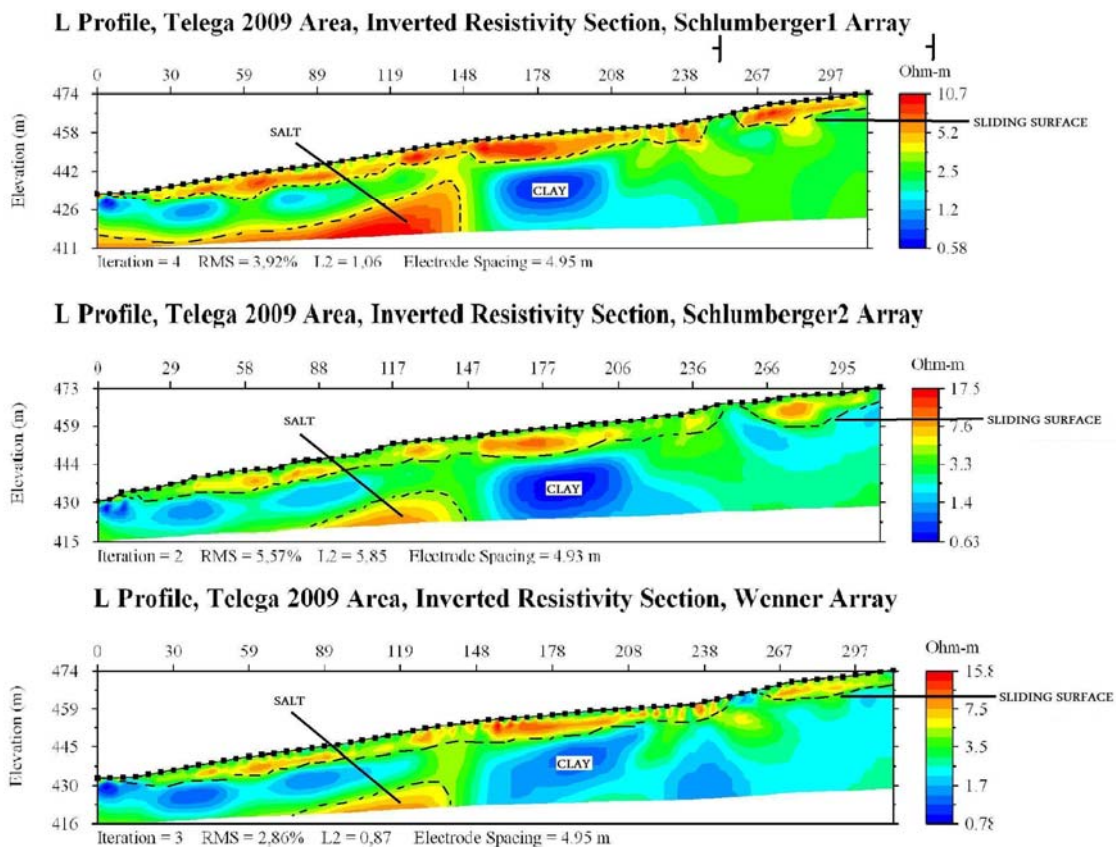 L Profile, Telega 2009 Area, Inverted Resistivity Section, Schlumberger1 Array
0 30 59 89 119 148 178 208 238 267 297
Ohm-m
474
458
442
426
411
Elevation (m)
SALT
CLAY
10.7
5.2
2.5
1.2
0.58
SLIDING SURFACE
Iteration = 4 RMS = 3,92% L2 = 1,06 Electrode Spacing = 4.95 m
L Profile, Telega 2009 Area, Inverted Resistivity Section, Schlumberger2 Array
0 29 58 88 117 147 177 206 236 266 295
Ohm-m
473
459
444
430
415
Elevation (m)
SALT
CLAY
17.5
7.6
3.3
1.4
0.63
SLIDING SURFACE
Iteration = 2 RMS = 5,57% L2 = 5,85 Electrode Spacing = 4.93 m
L Profile, Telega 2009 Area, Inverted Resistivity Section, Wenner Array
0 30 59 89 119 148 178 208 238 267 297
Ohm-m
474
459
445
430
416
Elevation (m)
SALT
CLAY
15.8
7.5
3.5
1.7
0.78
SLIDING SURFACE
Iteration = 3 RMS = 2,86% L2 = 0,87 Electrode Spacing = 4.95 m